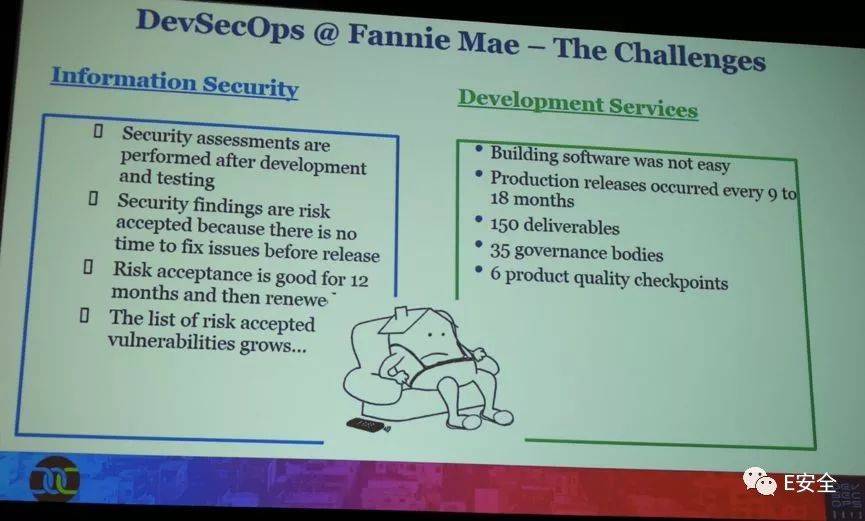 DevSecOps @ Fannie Mae – The Challenges
Information Security
Security assessments are
performed after development
and testing
Security findings are risk
accepted because there is no
time to fix issues before release
Risk acceptance is good for 12
months and then renewe
The list of risk accepted
vulnerabilities grows...
Development Services
Building software was not easy
Production releases occurred every 9 to
18 months
150 deliverables
35 governance bodies
6 product quality checkpoints
E安全
DEV
SEC
OPS